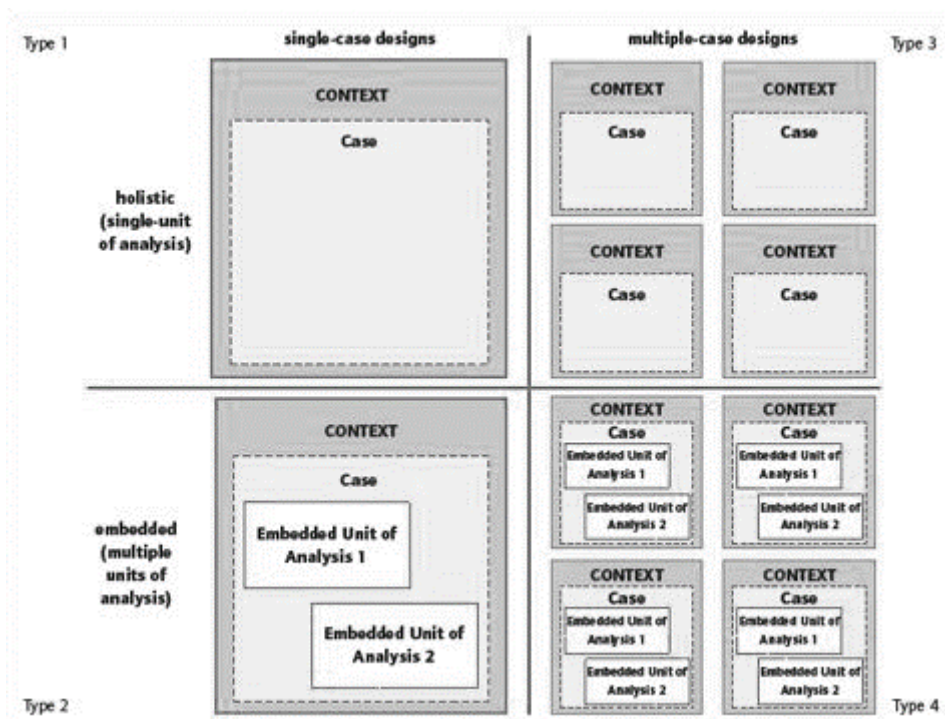 Type 1
single-case designs
multiple-case designs
Type 3
CONTEXT
Case
holistic
(single-unit
of analysis)
CONTEXT
Case
CONTEXT
Case
CONTEXT
Case
CONTEXT
Case
embedded
(multiple
units of
analysis)
CONTEXT
Case
Embedded Unit of
Analysis 1
Embedded Unit of
Analysis 2
CONTEXT
Case
Embedded Unit of
Analysis 1
Embedded Unit of
Analysis 2
CONTEXT
Case
Embedded Unit of
Analysis 1
Embedded Unit of
Analysis 2
CONTEXT
Case
Embedded Unit of
Analysis 1
Embedded Unit of
Analysis 2
CONTEXT
Case
Embedded Unit of
Analysis 1
Embedded Unit of
Analysis 2
Type 2
Type 4